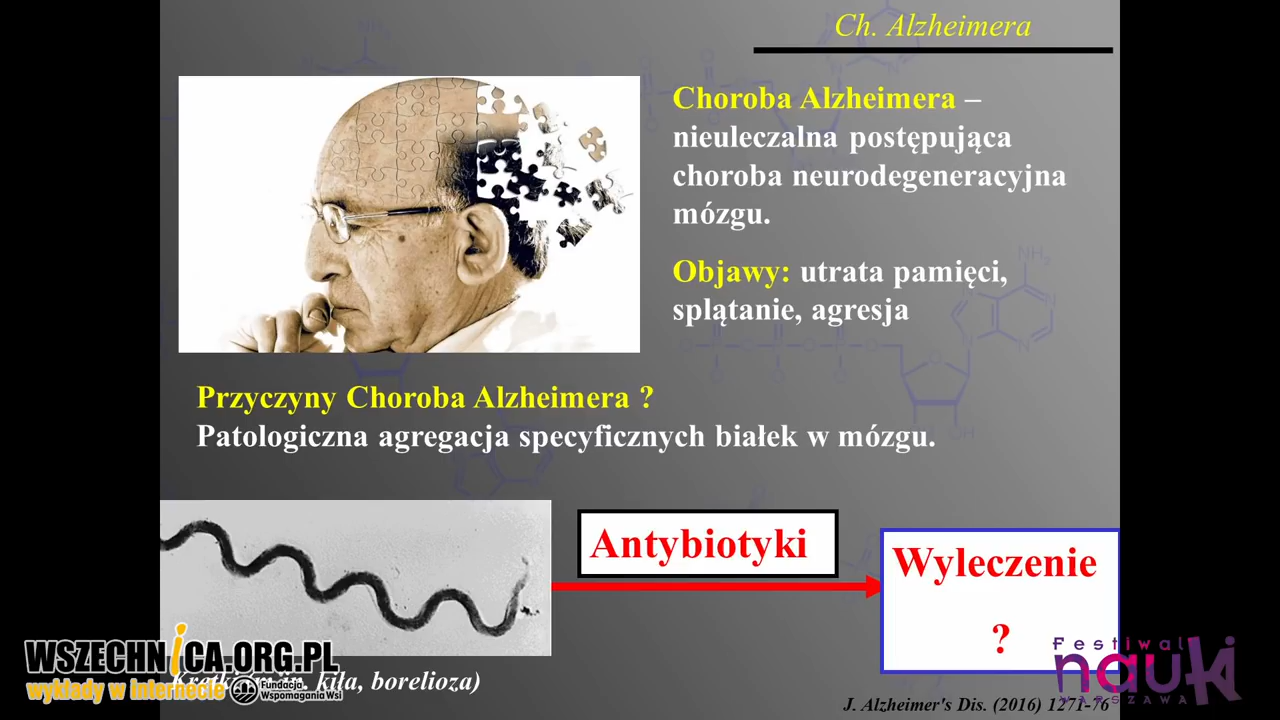 Ch. Alzheimera
Choroba Alzheimera –
nieuleczalna postępująca
choroba neurodegeneracyjna
mózgu.
Objawy: utrata pamięci,
splątanie, agresja
Przyczyny Choroba Alzheimera ?
Patologiczna agregacja specyficznych białek w mózgu.
Antybiotyki
Wyleczenie
?
kiła, borelioza)
WSZECHNICA.ORG.PL
wykłady w internecie
Fundacja
Wspomagania Wsi
Festiwal
nauki
WARSZAWA
J. Alzheimer's Dis. (2016) 1271-76
NH₂